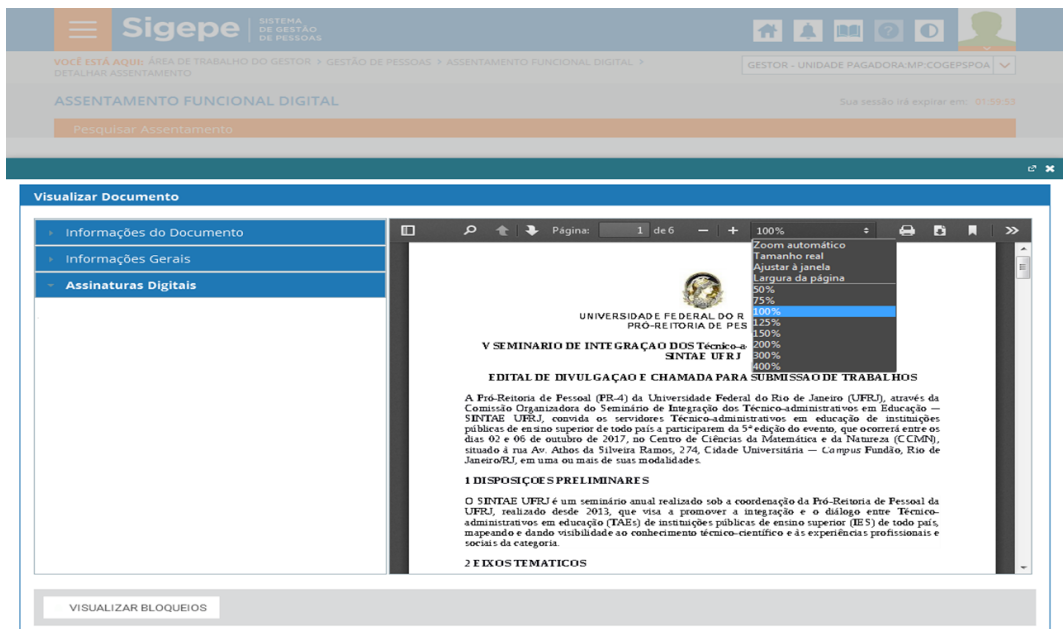 Sigepe
SISTEMA
DE GESTÃO
DE PESSOAS
VOCÊ ESTÁ AQUI: ÁREA DE TRABALHO DO GESTOR > GESTÃO DE PESSOAS > ASSENTAMENTO FUNCIONAL DIGITAL >
DETALHAR ASSENTAMENTO
GESTOR - UNIDADE PAGADORA:MP:COGEPSPOA
ASSENTAMENTO FUNCIONAL DIGITAL
Sua sessão irá expirar em: 01:59:53
Pesquisar Assentamento
Visualizar Documento
Informações do Documento
Informações Gerais
Assinaturas Digitais
Página: 1 de 6
100%
Zoom automático
Tamanho real
Ajustar à janela
Largura da página
50%
75%
100%
125%
150%
200%
300%
400%
UNIVERSIDADE FEDERAL DO R
PRÓ-REITORIA DE PES
V SEMINARIO DE INTEGRAÇAO DOS Técnico-a
SINTAE UFRJ
EDITAL DE DIVULGAÇAO E CHAMADA PARA SUBMISSAO DE TRABALHOS
A Pró-Reitoria de Pessoal (PR-4) da Universidade Federal do Rio de Janeiro (UFRJ), através da
Comissão Organizadora do Seminário de Integração dos Técnico-administrativos em Educação —
SINTAE UFRJ, convida os servidores Técnico-administrativos em educação de instituições
públicas de ensino superior de todo país a participarem da 5ª edição do evento, que ocorrerá entre os
dias 02 e 06 de outubro de 2017, no Centro de Ciências da Matemática e da Natureza (CCMN),
situado à rua Av. Athos da Silveira Ramos, 274, Cidade Universitária — Campus Fundão, Rio de
Janeiro/RJ, em uma ou mais de suas modalidades.
1 DISPOSIÇOES PRELIMINARES
O SINTAE UFRJ é um seminário anual realizado sob a coordenação da Pró-Reitoria de Pessoal da
UFRJ, realizado desde 2013, que visa a promover a integração e o diálogo entre Técnico-
administrativos em educação (TAEs) de instituições públicas de ensino superior (IES) de todo país,
mapeando e dando visibilidade ao conhecimento técnico-científico e às experiências profissionais e
sociais da categoria.
2 EIXOS TEMATICOS
VISUALIZAR BLOQUEIOS